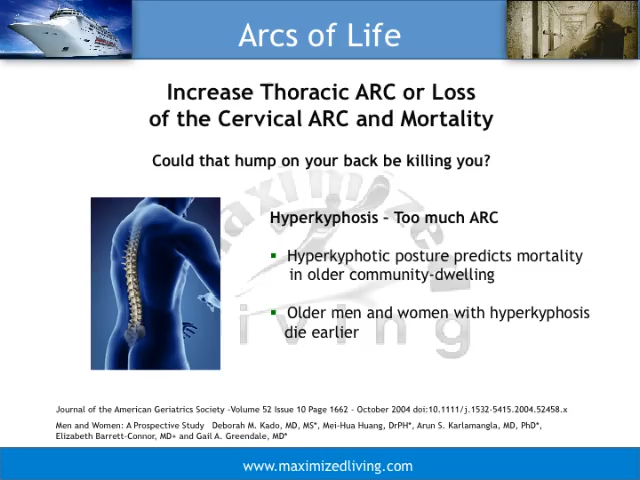 Arcs of Life
Increase Thoracic ARC or Loss
of the Cervical ARC and Mortality
Could that hump on your back be killing you?
maximized
living
Hyperkyphosis – Too much ARC
Hyperkyphotic posture predicts mortality
in older community-dwelling
Older men and women with hyperkyphosis
die earlier
Journal of the American Geriatrics Society -Volume 52 Issue 10 Page 1662 - October 2004 doi:10.1111/j.1532-5415.2004.52458.x
Men and Women: A Prospective Study Deborah M. Kado, MD, MS*, Mei-Hua Huang, DrPH*, Arun S. Karlamangla, MD, PhD*,
Elizabeth Barrett-Connor, MD+ and Gail A. Greendale, MD*
www.maximizedliving.com